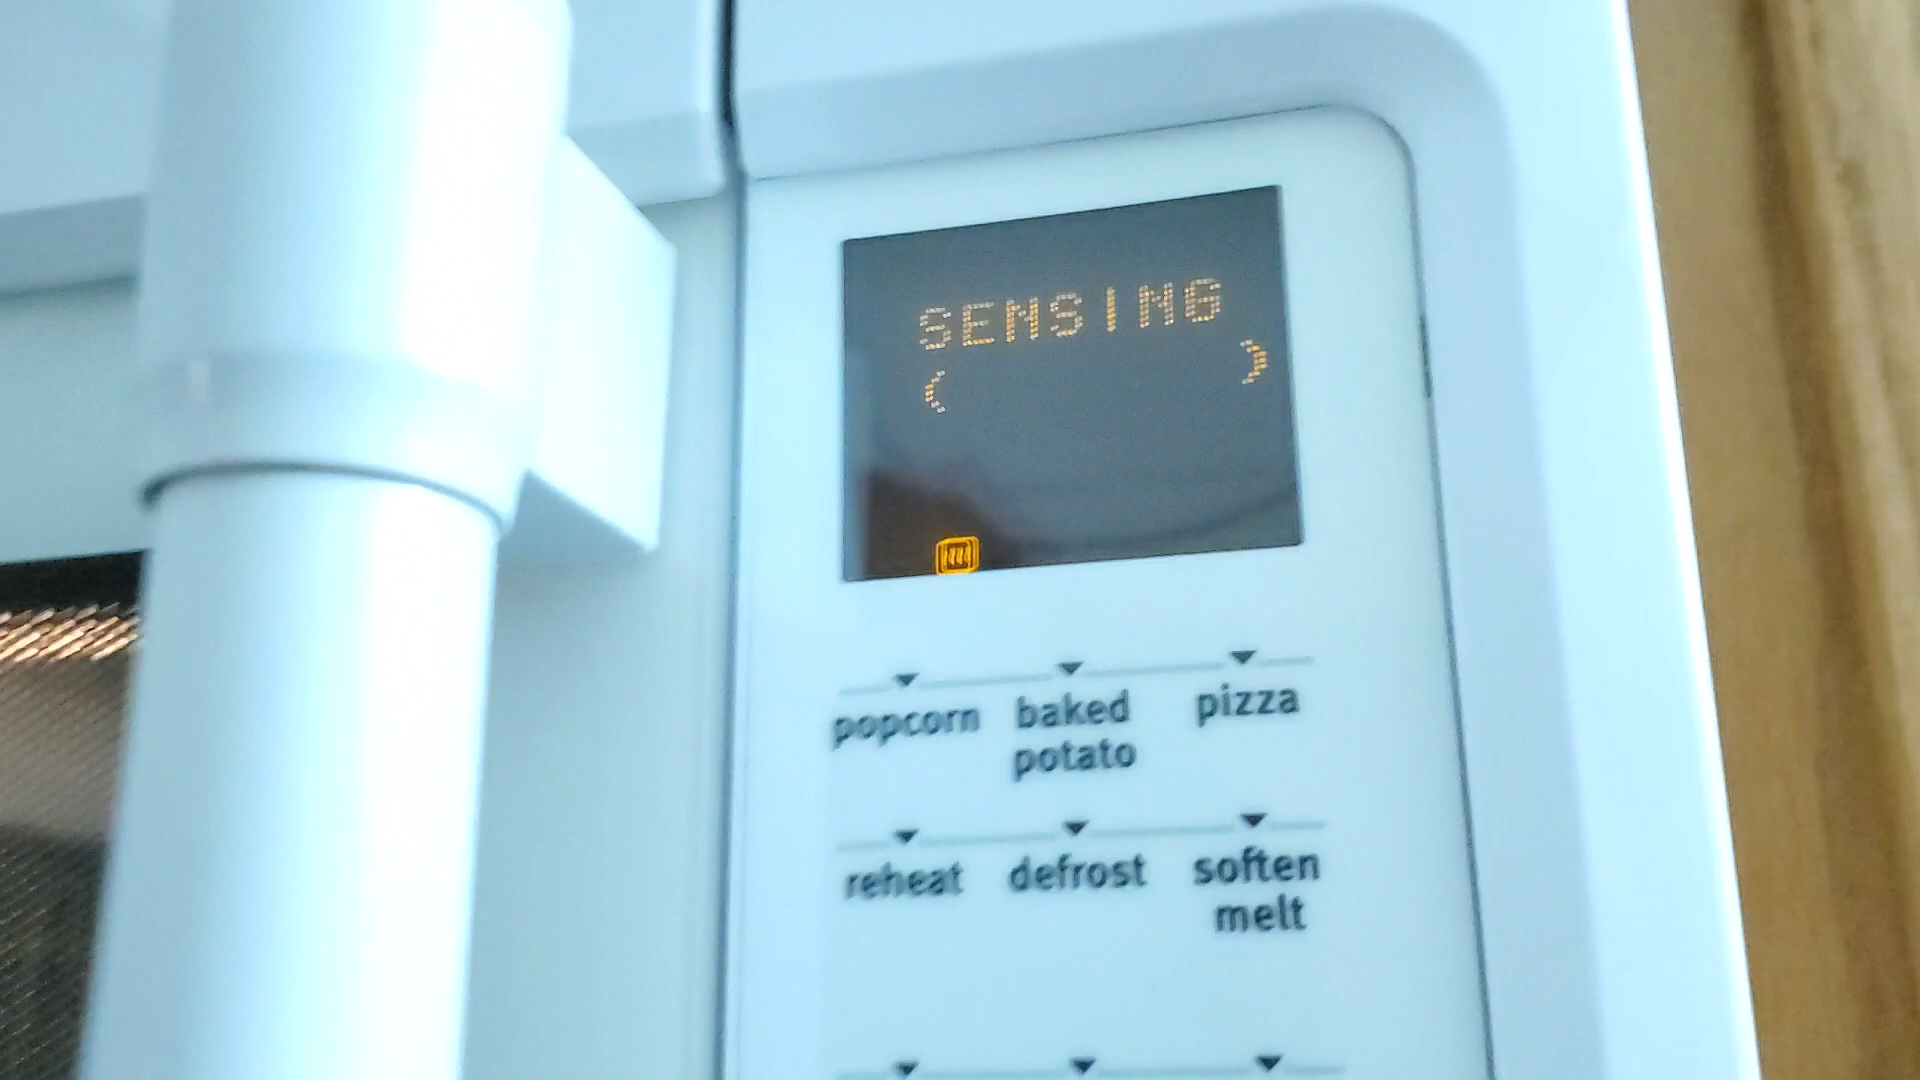 SENSING
( )
popcorn baked potato pizza
reheat defrost soften melt